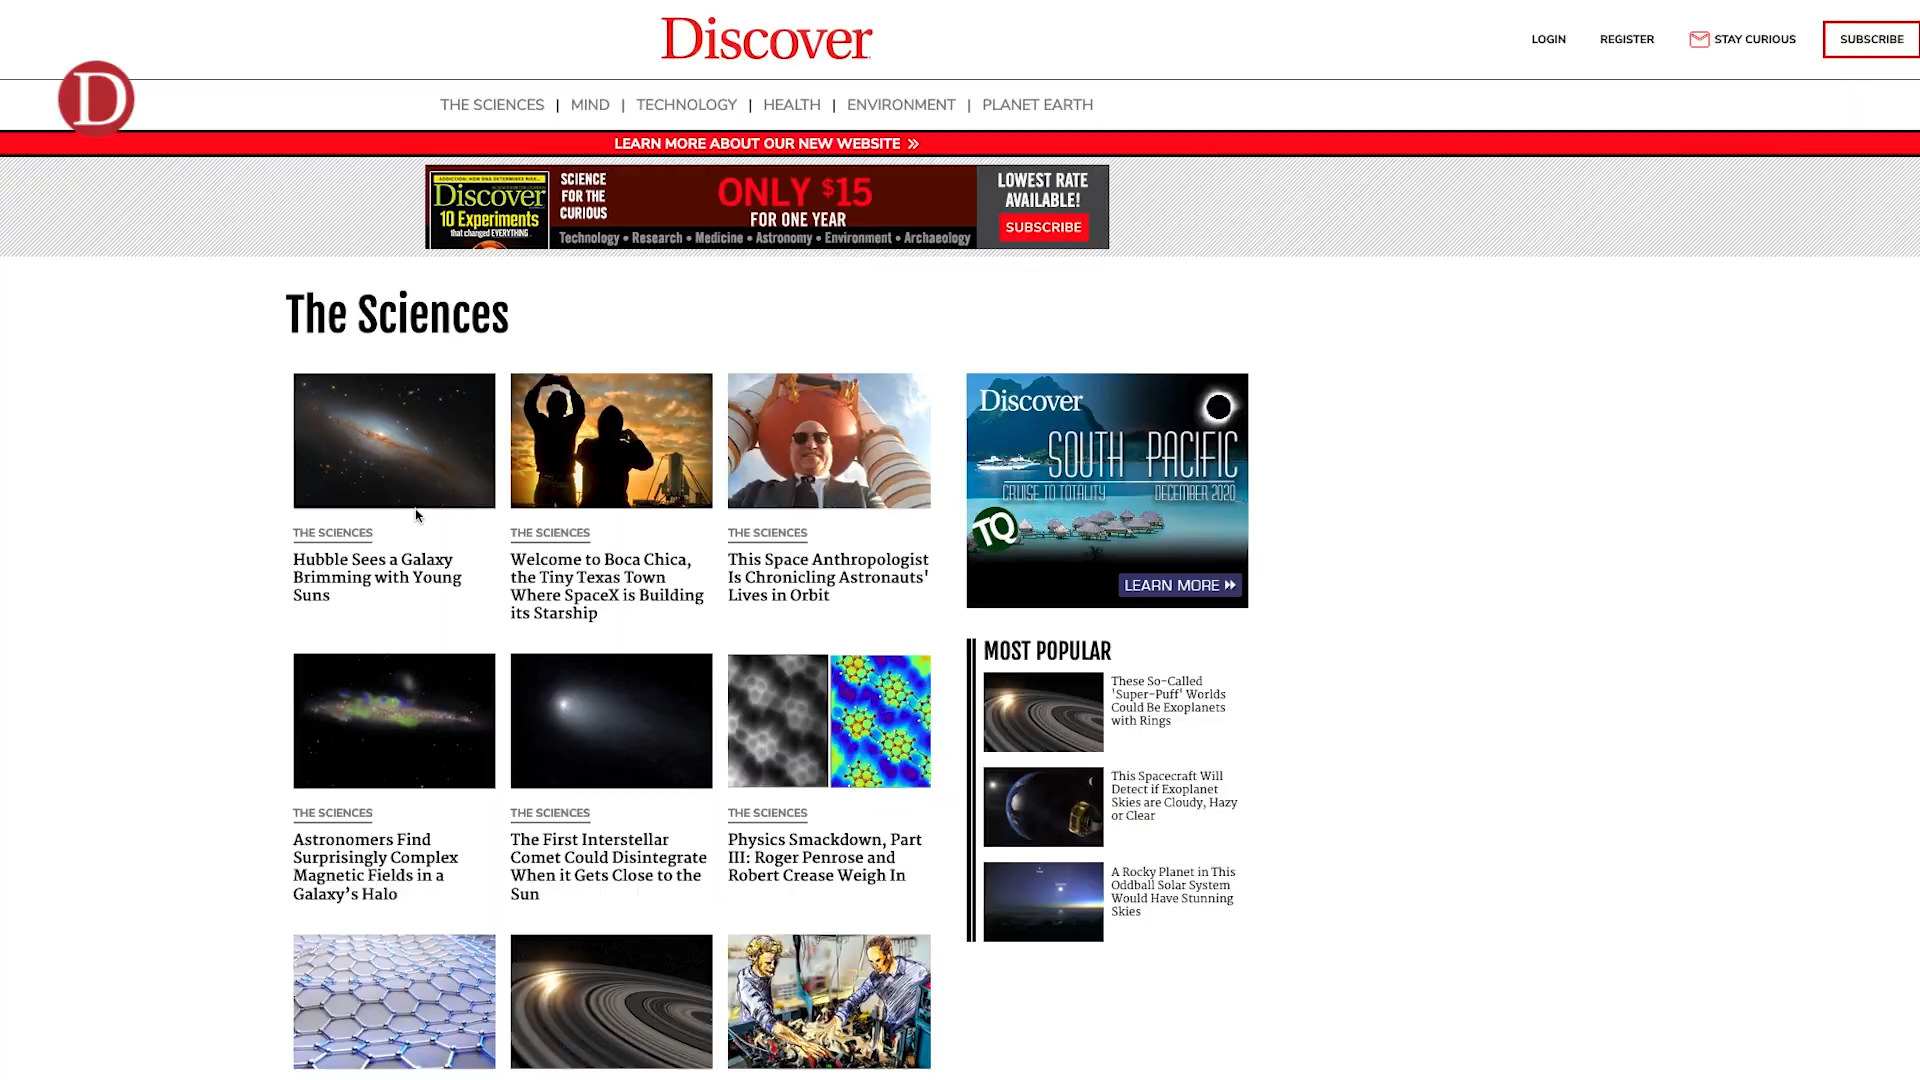 Discover
LOGIN
REGISTER
STAY CURIOUS
SUBSCRIBE
D
THE SCIENCES | MIND | TECHNOLOGY | HEALTH | ENVIRONMENT | PLANET EARTH
LEARN MORE ABOUT OUR NEW WEBSITE »
Discover
10 Experiments
that changed EVERYTHING
SCIENCE
FOR THE
CURIOUS
ONLY $15
FOR ONE YEAR
Technology • Research • Medicine • Astronomy • Environment • Archaeology
LOWEST RATE
AVAILABLE!
SUBSCRIBE
The Sciences
THE SCIENCES
Hubble Sees a Galaxy
Brimming with Young
Suns
THE SCIENCES
Welcome to Boca Chica,
the Tiny Texas Town
Where SpaceX is Building
its Starship
THE SCIENCES
This Space Anthropologist
Is Chronicling Astronauts'
Lives in Orbit
Discover
SOUTH PACIFIC
CRUISE TO TOTALITY
DECEMBER 2020
TQ
LEARN MORE
THE SCIENCES
Astronomers Find
Surprisingly Complex
Magnetic Fields in a
Galaxy’s Halo
THE SCIENCES
The First Interstellar
Comet Could Disintegrate
When it Gets Close to the
Sun
THE SCIENCES
Physics Smackdown, Part
III: Roger Penrose and
Robert Crease Weigh In
MOST POPULAR
These So-Called
'Super-Puff' Worlds
Could Be Exoplanets
with Rings
This Spacecraft Will
Detect if Exoplanet
Skies are Cloudy, Hazy
or Clear
A Rocky Planet in This
Oddball Solar System
Would Have Stunning
Skies